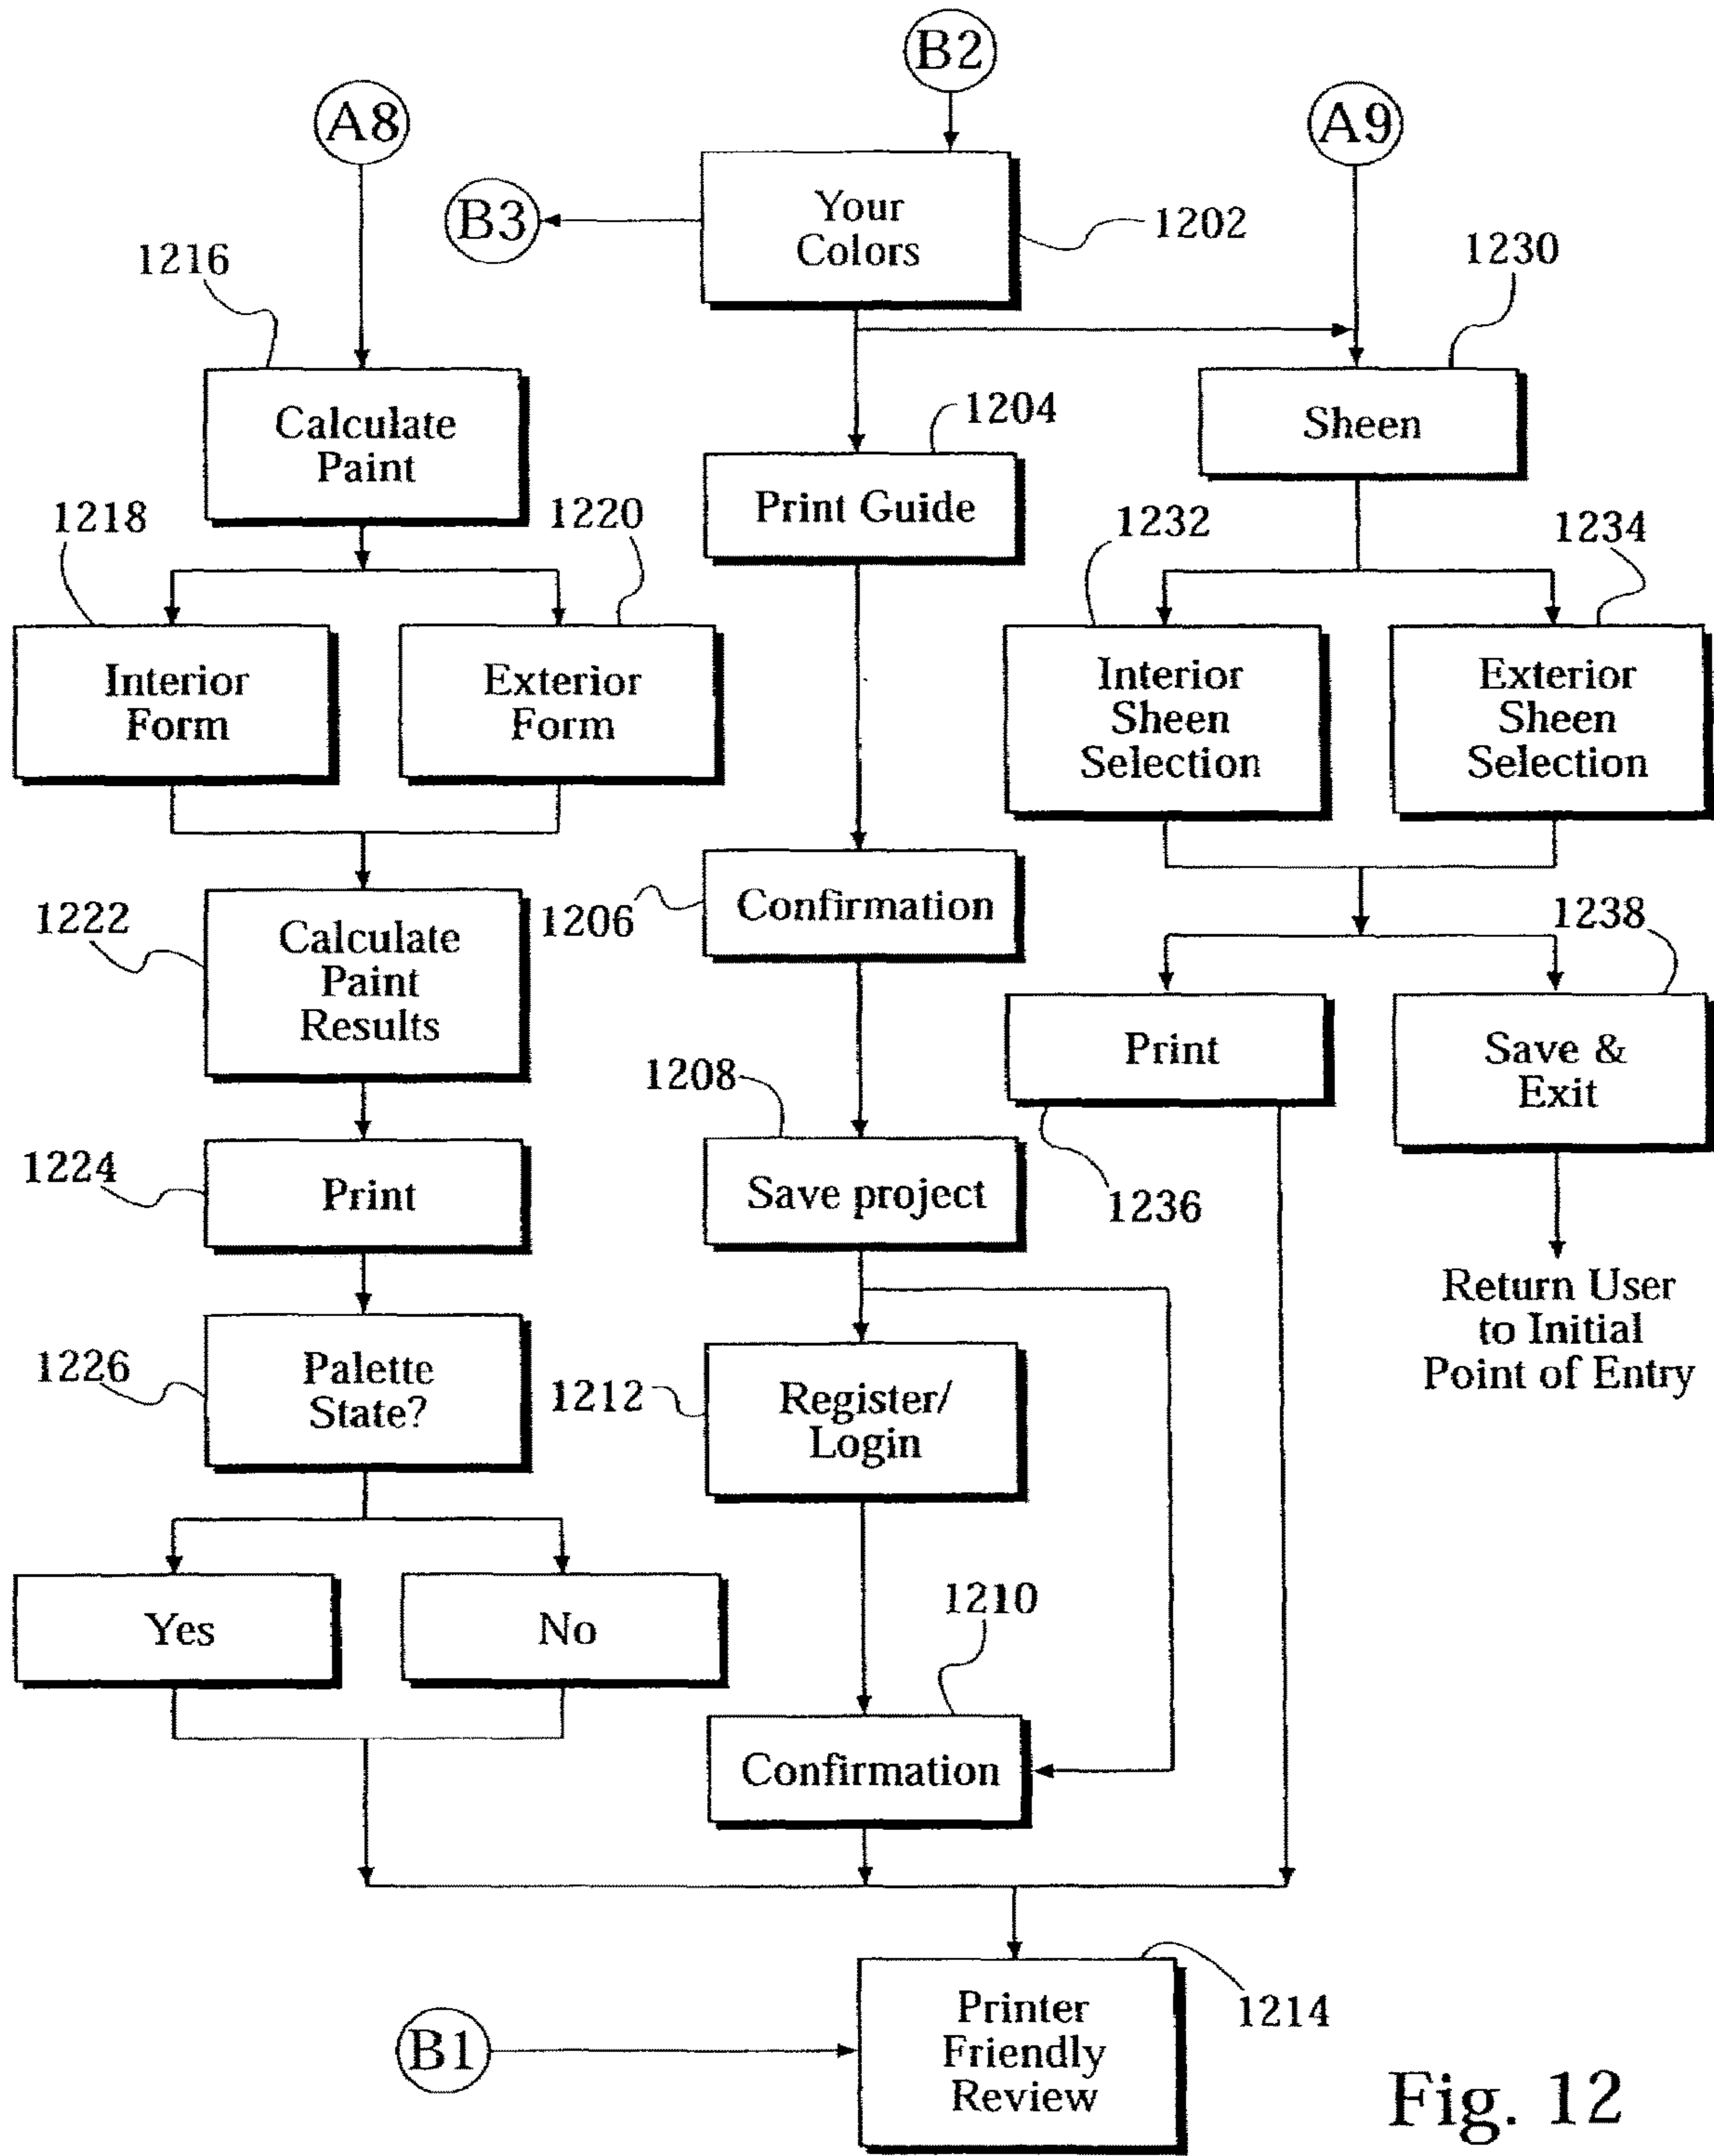 B2
A8
A9
B3
Your
Colors
1202
1216
1230
Calculate
Paint
1204
Sheen
Print Guide
1218
1220
1232
1234
Interior
Form
Exterior
Form
Interior
Sheen
Selection
Exterior
Sheen
Selection
1222
Calculate
Paint
Results
1206
Confirmation
1238
Print
Save &
Exit
1208
1224
Print
Save project
1236
Return User
to Initial
Point of Entry
1226
Palette
State?
1212
Register/
Login
Yes
No
1210
Confirmation
B1
Printer
Friendly
Review
1214
Fig. 12